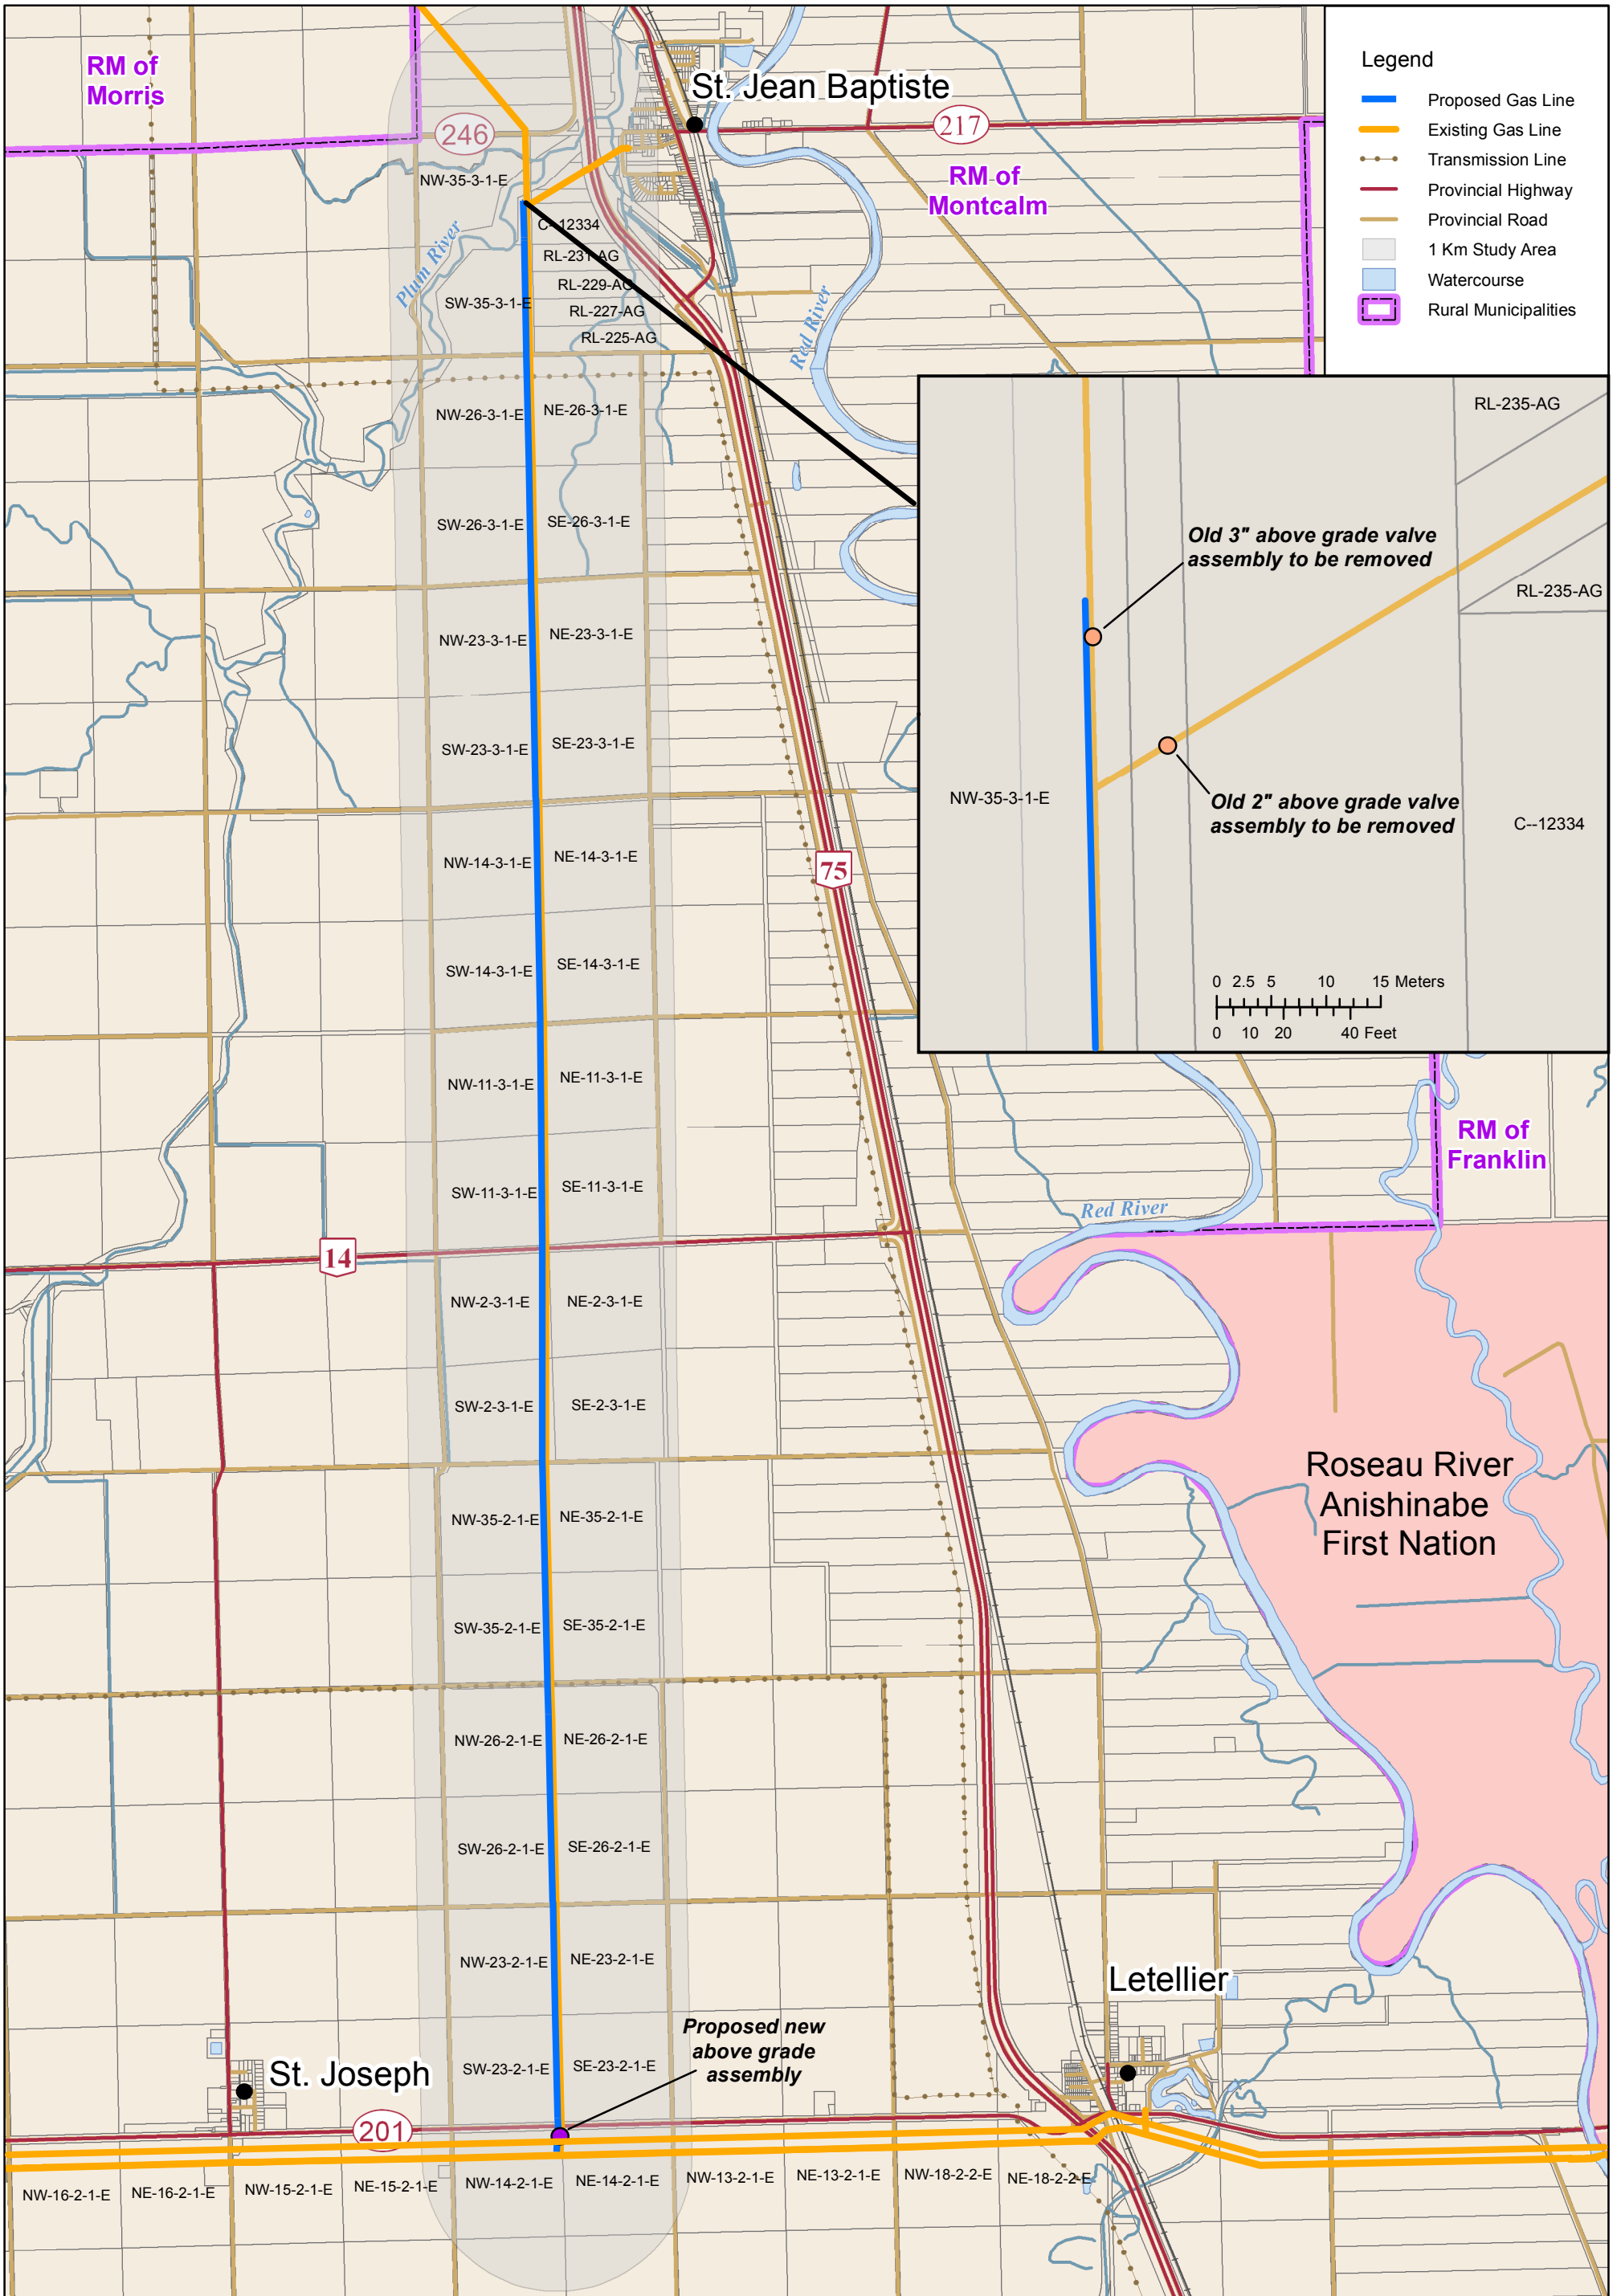 RM of
Morris
St. Jean Baptiste
246
217
RM of
Montcalm
Legend
Proposed Gas Line
Existing Gas Line
Transmission Line
Provincial Highway
Provincial Road
1 Km Study Area
Watercourse
Rural Municipalities
NW-35-3-1-E
C--12334
Plum River
RL-231-AG
RL-229-AG
SW-35-3-1-E
RL-227-AG
RL-225-AG
Red River
NW-26-3-1-E
NE-26-3-1-E
SW-26-3-1-E
SE-26-3-1-E
NW-23-3-1-E
NE-23-3-1-E
SW-23-3-1-E
SE-23-3-1-E
NW-14-3-1-E
NE-14-3-1-E
75
SW-14-3-1-E
SE-14-3-1-E
RL-235-AG
Old 3" above grade valve
assembly to be removed
RL-235-AG
NW-35-3-1-E
Old 2" above grade valve
assembly to be removed
C--12334
0 2.5 5 10 15 Meters
0 10 20 40 Feet
NW-11-3-1-E
NE-11-3-1-E
RM of
Franklin
SW-11-3-1-E
SE-11-3-1-E
Red River
14
NW-2-3-1-E
NE-2-3-1-E
SW-2-3-1-E
SE-2-3-1-E
Roseau River
Anishinabe
First Nation
NW-35-2-1-E
NE-35-2-1-E
SW-35-2-1-E
SE-35-2-1-E
NW-26-2-1-E
NE-26-2-1-E
SW-26-2-1-E
SE-26-2-1-E
NW-23-2-1-E
NE-23-2-1-E
Letellier
Proposed new
above grade
assembly
St. Joseph
SW-23-2-1-E
SE-23-2-1-E
201
NW-16-2-1-E
NE-16-2-1-E
NW-15-2-1-E
NE-15-2-1-E
NW-14-2-1-E
NE-14-2-1-E
NW-13-2-1-E
NE-13-2-1-E
NW-18-2-2-E
NE-18-2-2-E